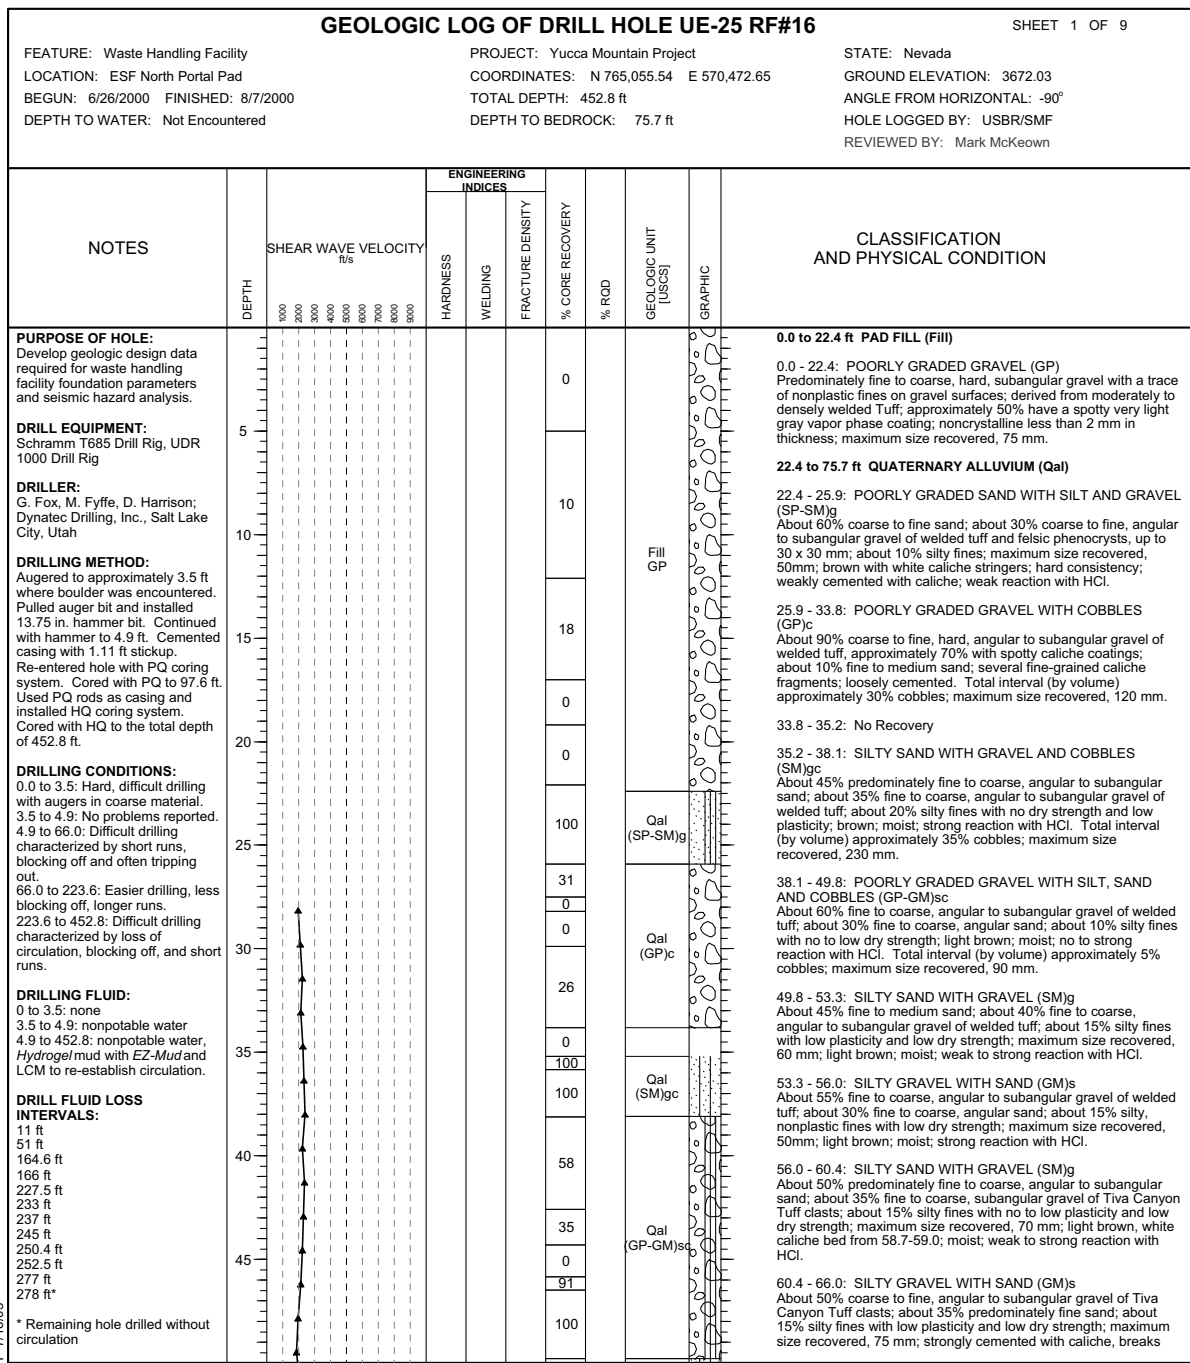 GEOLOGIC LOG OF DRILL HOLE UE-25 RF#16
SHEET 1 OF 9
FEATURE: Waste Handling Facility
PROJECT: Yucca Mountain Project
STATE: Nevada
LOCATION: ESF North Portal Pad
COORDINATES: N 765,055.54 E 570,472.65
GROUND ELEVATION: 3672.03
BEGUN: 6/26/2000 FINISHED: 8/7/2000
TOTAL DEPTH: 452.8 ft
ANGLE FROM HORIZONTAL: -90°
DEPTH TO WATER: Not Encountered
DEPTH TO BEDROCK: 75.7 ft
HOLE LOGGED BY: USBR/SMF
REVIEWED BY: Mark McKeown
NOTES
DEPTH
SHEAR WAVE VELOCITY
ft/s
1000 2000 3000 4000 5000 6000 7000 8000 9000
ENGINEERING
INDICES
HARDNESS
WELDING
FRACTURE DENSITY
% CORE RECOVERY
% RQD
GEOLOGIC UNIT
[USCS]
GRAPHIC
CLASSIFICATION
AND PHYSICAL CONDITION
PURPOSE OF HOLE:
Develop geologic design data
required for waste handling
facility foundation parameters
and seismic hazard analysis.
DRILL EQUIPMENT:
Schramm T685 Drill Rig, UDR
1000 Drill Rig
DRILLER:
G. Fox, M. Fyffe, D. Harrison;
Dynatec Drilling, Inc., Salt Lake
City, Utah
DRILLING METHOD:
Augered to approximately 3.5 ft
where boulder was encountered.
Pulled auger bit and installed
13.75 in. hammer bit. Continued
with hammer to 4.9 ft. Cemented
casing with 1.11 ft stickup.
Re-entered hole with PQ coring
system. Cored with PQ to 97.6 ft.
Used PQ rods as casing and
installed HQ coring system.
Cored with HQ to the total depth
of 452.8 ft.
DRILLING CONDITIONS:
0.0 to 3.5: Hard, difficult drilling
with augers in coarse material.
3.5 to 4.9: No problems reported.
4.9 to 66.0: Difficult drilling
characterized by short runs,
blocking off and often tripping
out.
66.0 to 223.6: Easier drilling, less
blocking off, longer runs.
223.6 to 452.8: Difficult drilling
characterized by loss of
circulation, blocking off, and short
runs.
DRILLING FLUID:
0 to 3.5: none
3.5 to 4.9: nonpotable water
4.9 to 452.8: nonpotable water,
Hydrogel mud with EZ-Mud and
LCM to re-establish circulation.
DRILL FLUID LOSS
INTERVALS:
11 ft
51 ft
164.6 ft
166 ft
227.5 ft
233 ft
237 ft
245 ft
250.4 ft
252.5 ft
277 ft
278 ft*
* Remaining hole drilled without
circulation
5
10
15
20
25
30
35
40
45
0
10
18
0
0
100
31
0
0
26
0
100
100
58
35
0
91
100
Fill
GP
Qal
(SP-SM)g
Qal
(GP)c
Qal
(SM)gc
Qal
(GP-GM)sc
0.0 to 22.4 ft PAD FILL (Fill)
0.0 - 22.4: POORLY GRADED GRAVEL (GP)
Predominately fine to coarse, hard, subangular gravel with a trace
of nonplastic fines on gravel surfaces; derived from moderately to
densely welded Tuff; approximately 50% have a spotty very light
gray vapor phase coating; noncrystalline less than 2 mm in
thickness; maximum size recovered, 75 mm.
22.4 to 75.7 ft QUATERNARY ALLUVIUM (Qal)
22.4 - 25.9: POORLY GRADED SAND WITH SILT AND GRAVEL
(SP-SM)g
About 60% coarse to fine sand; about 30% coarse to fine, angular
to subangular gravel of welded tuff and felsic phenocrysts, up to
30 x 30 mm; about 10% silty fines; maximum size recovered,
50mm; brown with white caliche stringers; hard consistency;
weakly cemented with caliche; weak reaction with HCl.
25.9 - 33.8: POORLY GRADED GRAVEL WITH COBBLES
(GP)c
About 90% coarse to fine, hard, angular to subangular gravel of
welded tuff, approximately 70% with spotty caliche coatings;
about 10% fine to medium sand; several fine-grained caliche
fragments; loosely cemented. Total interval (by volume)
approximately 30% cobbles; maximum size recovered, 120 mm.
33.8 - 35.2: No Recovery
35.2 - 38.1: SILTY SAND WITH GRAVEL AND COBBLES
(SM)gc
About 45% predominately fine to coarse, angular to subangular
sand; about 35% fine to coarse, angular to subangular gravel of
welded tuff; about 20% silty fines with no dry strength and low
plasticity; brown; moist; strong reaction with HCl. Total interval
(by volume) approximately 35% cobbles; maximum size
recovered, 230 mm.
38.1 - 49.8: POORLY GRADED GRAVEL WITH SILT, SAND
AND COBBLES (GP-GM)sc
About 60% fine to coarse, angular to subangular gravel of welded
tuff; about 30% fine to coarse, angular sand; about 10% silty fines
with no to low dry strength; light brown; moist; no to strong
reaction with HCl. Total interval (by volume) approximately 5%
cobbles; maximum size recovered, 90 mm.
49.8 - 53.3: SILTY SAND WITH GRAVEL (SM)g
About 45% fine to medium sand; about 40% fine to coarse,
angular to subangular gravel of welded tuff; about 15% silty fines
with low plasticity and low dry strength; maximum size recovered,
60 mm; light brown; moist; weak to strong reaction with HCl.
53.3 - 56.0: SILTY GRAVEL WITH SAND (GM)s
About 55% fine to coarse, angular to subangular gravel of welded
tuff; about 30% fine to coarse, angular sand; about 15% silty,
nonplastic fines with low dry strength; maximum size recovered,
50mm; light brown; moist; strong reaction with HCl.
56.0 - 60.4: SILTY SAND WITH GRAVEL (SM)g
About 50% predominately fine to coarse, angular to subangular
sand; about 35% fine to coarse, subangular gravel of Tiva Canyon
Tuff clasts; about 15% silty fines with no to low plasticity and low
dry strength; maximum size recovered, 70 mm; light brown, white
caliche bed from 58.7-59.0; moist; weak to strong reaction with
HCl.
60.4 - 66.0: SILTY GRAVEL WITH SAND (GM)s
About 50% coarse to fine, angular to subangular gravel of Tiva
Canyon Tuff clasts; about 35% predominately fine sand; about
15% silty fines with low plasticity and low dry strength; maximum
size recovered, 75 mm; strongly cemented with caliche, breaks